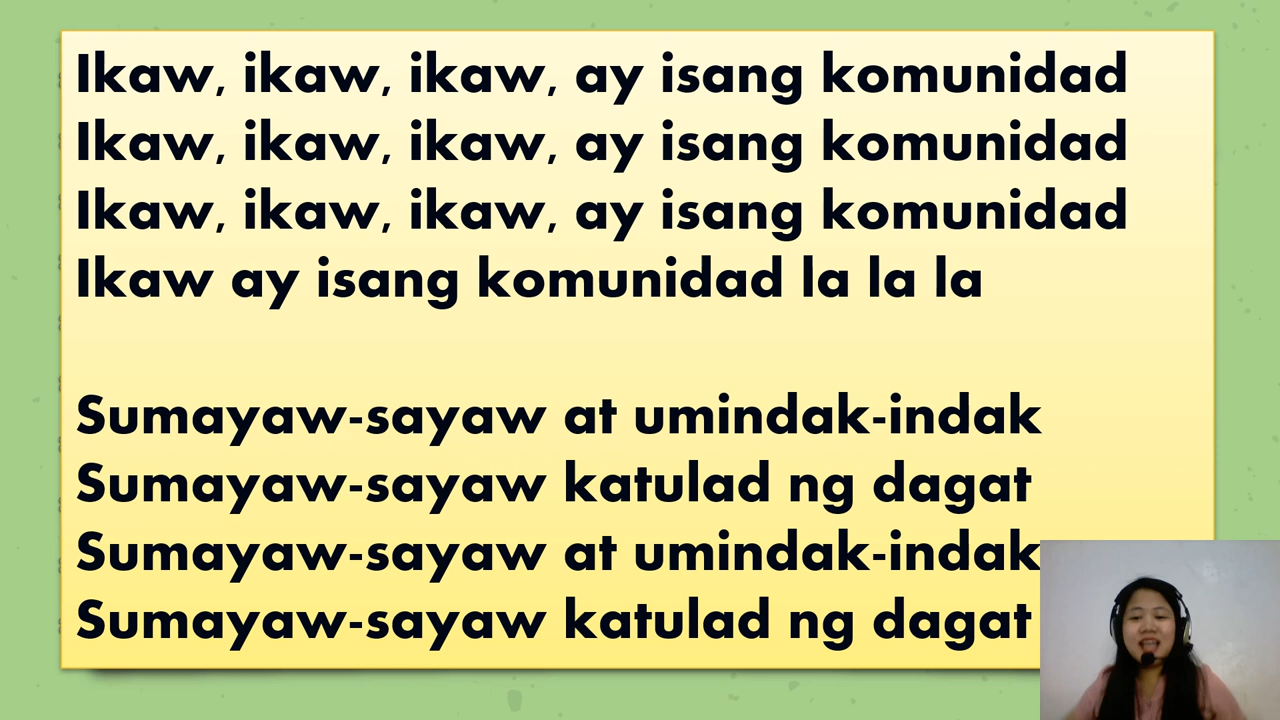 Ikaw, ikaw, ikaw, ay isang komunidad
Ikaw, ikaw, ikaw, ay isang komunidad
Ikaw, ikaw, ikaw, ay isang komunidad
Ikaw ay isang komunidad la la la
Sumayaw-sayaw at umindak-indak
Sumayaw-sayaw katulad ng dagat
Sumayaw-sayaw at umindak-indak
Sumayaw-sayaw katulad ng dagat